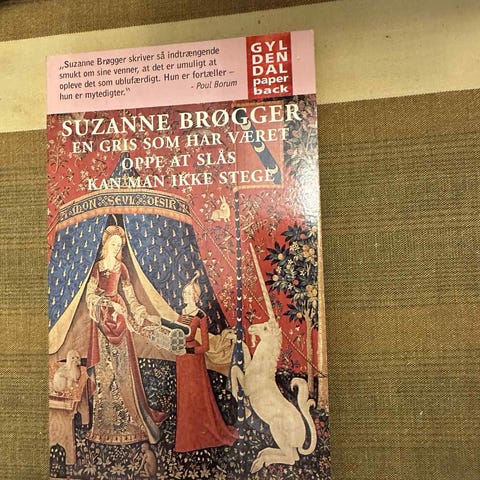 „Suzanne Brøgger skriver så indtrængende
smukt om sine venner, at det er umuligt at
opleve det som ublufærdigt. Hun er fortæller –
hun er mytedigter.”
- Poul Borum
GYL
DEN
DAL
paper
back
SUZANNE BRØGGER
EN GRIS SOM HAR VÆRET
OPPE AT SLÅS
KAN MAN IKKE STEGE
MON SEVL DESIR